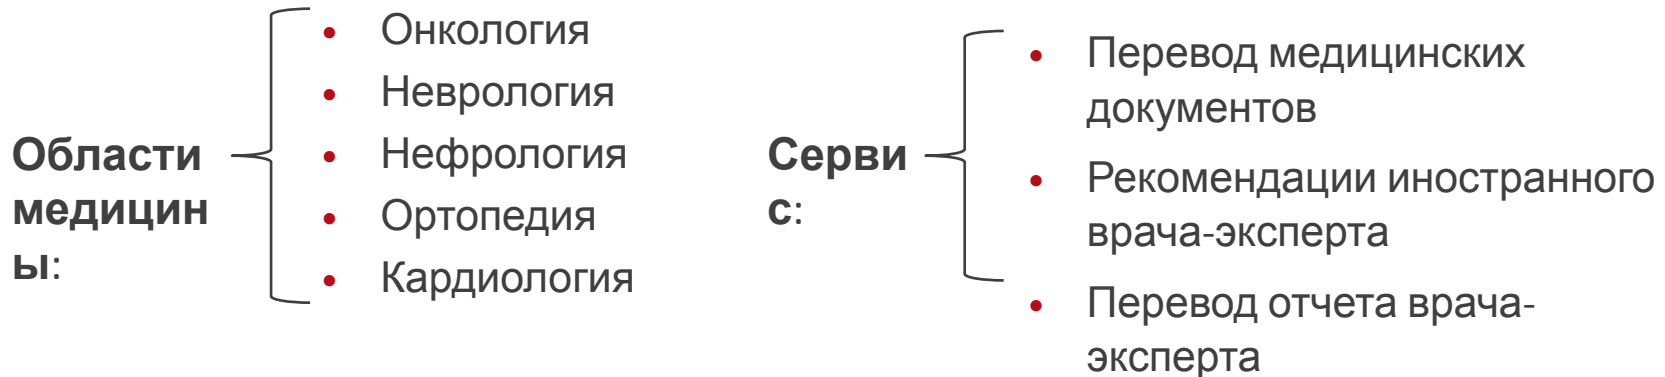 Области
медицин
ы:
• Онкология
• Неврология
• Нефрология
• Ортопедия
• Кардиология
Серви
с:
• Перевод медицинских
документов
• Рекомендации иностранного
врача-эксперта
• Перевод отчета врача-
эксперта